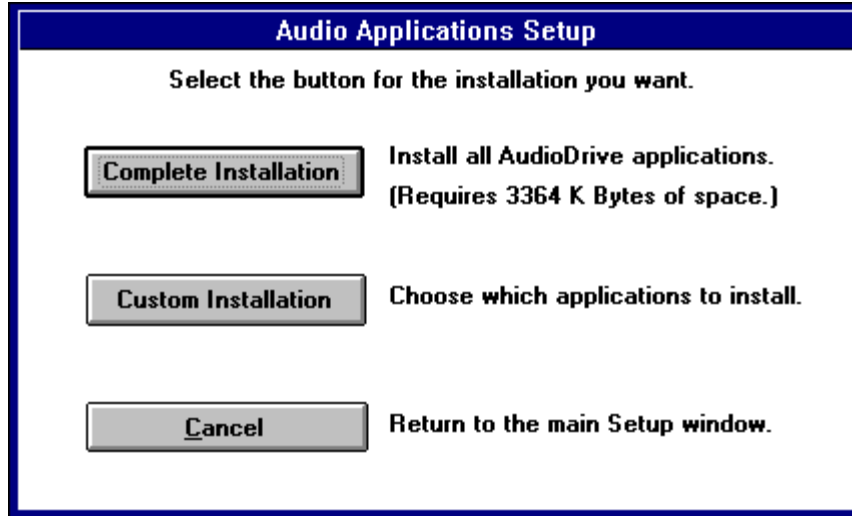 Audio Applications Setup
Select the button for the installation you want.
Complete Installation
Install all AudioDrive applications.
(Requires 3364 K Bytes of space.)
Custom Installation
Choose which applications to install.
Cancel
Return to the main Setup window.